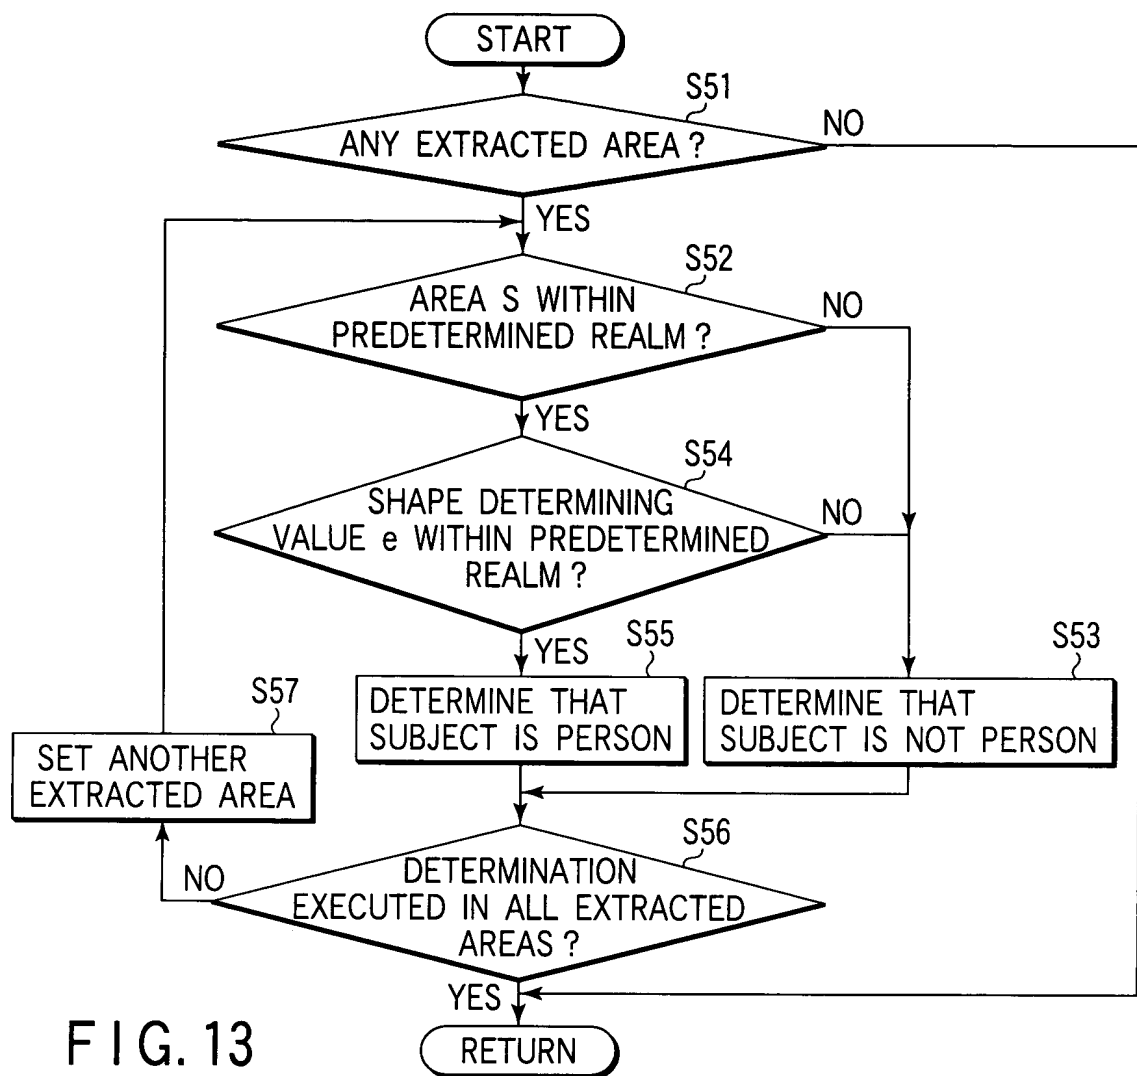 START
S51
ANY EXTRACTED AREA?
NO
YES
S52
AREA S WITHIN
PREDETERMINED REALM?
NO
YES
S54
SHAPE DETERMINING
VALUE e WITHIN PREDETERMINED
REALM?
NO
YES
S55
DETERMINE THAT
SUBJECT IS PERSON
S53
DETERMINE THAT
SUBJECT IS NOT PERSON
S57
SET ANOTHER
EXTRACTED AREA
S56
DETERMINATION
EXECUTED IN ALL EXTRACTED
AREAS?
NO
YES
RETURN
FIG. 13